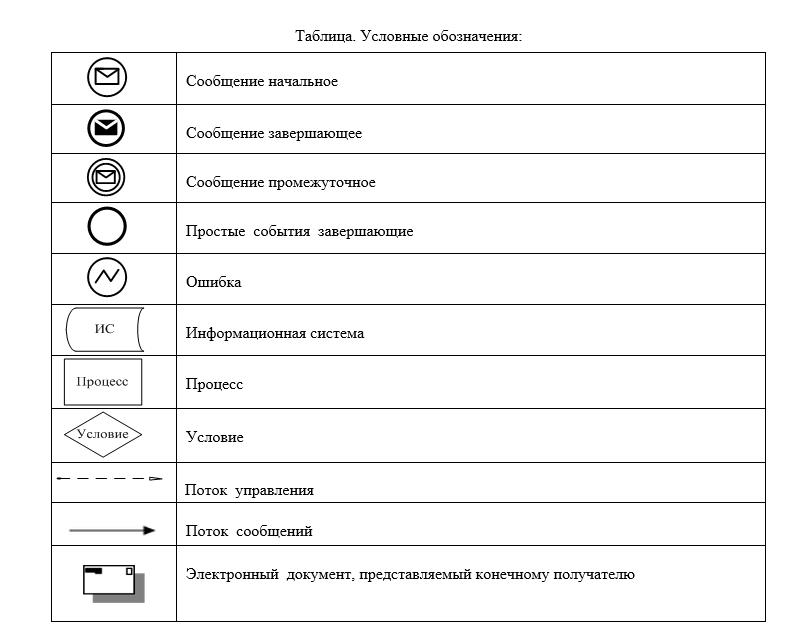 Таблица. Условные обозначения:
Сообщение начальное
Сообщение завершающее
Сообщение промежуточное
Простые события завершающие
Ошибка
ИС
Информационная система
Процесс
Процесс
Условие
Условие
Поток управления
Поток сообщений
Электронный документ, представляемый конечному получателю